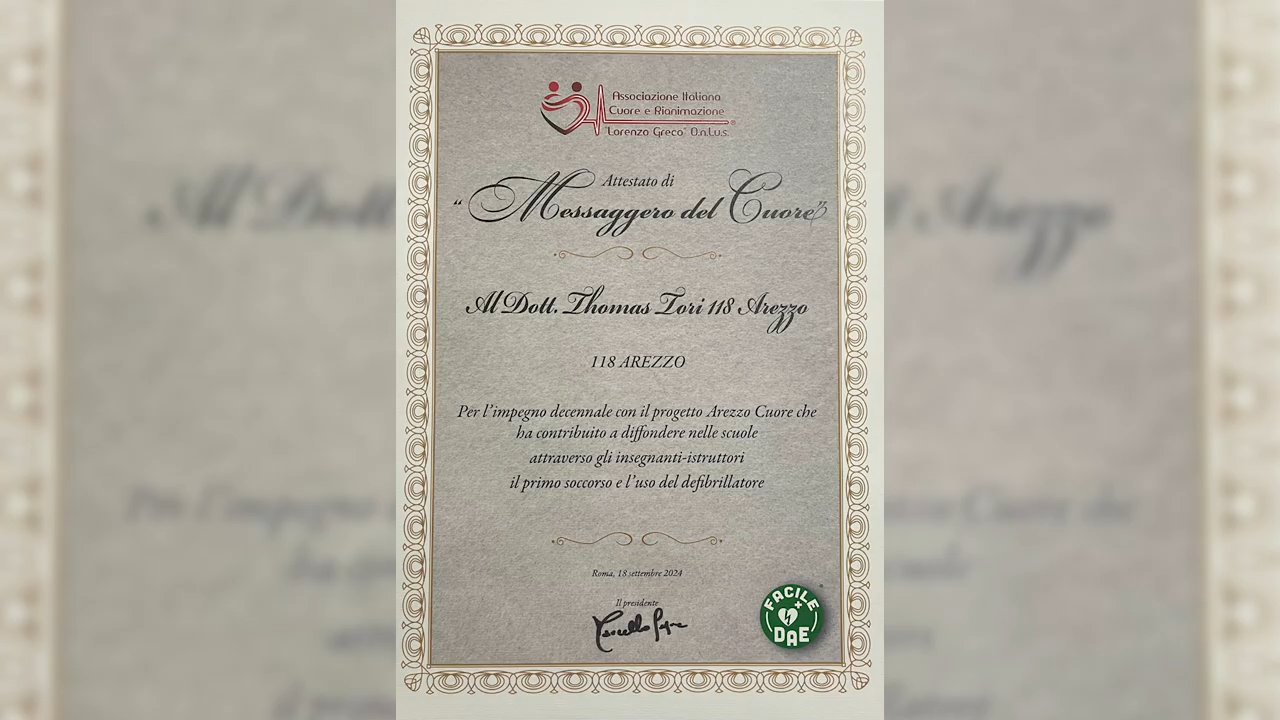 Associazione Italiana
Cuore e Rianimazione
"Lorenzo Greco" O.n.l.u.s.
Attestato di
“Messaggero del Cuore”
Al Dott. Thomas Tori 118 Arezzo
118 AREZZO
Per l’impegno decennale con il progetto Arezzo Cuore che
ha contribuito a diffondere nelle scuole
attraverso gli insegnanti-istruttori
il primo soccorso e l’uso del defibrillatore
Roma, 18 settembre 2024
Il presidente
FACILE
DAE